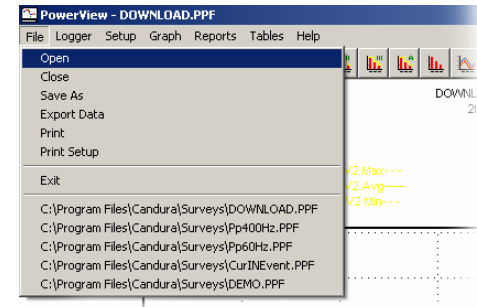 PowerView - DOWNLOAD.PPF
File Logger Setup Graph Reports Tables Help
Open
Close
Save As
Export Data
Print
Print Setup
Exit
C:\Program Files\Candura\Surveys\DOWNLOAD.PPF
C:\Program Files\Candura\Surveys\Pp400Hz.PPF
C:\Program Files\Candura\Surveys\Pp60Hz.PPF
C:\Program Files\Candura\Surveys\CurINEvent.PPF
C:\Program Files\Candura\Surveys\DEMO.PPF
DOWNL
20
V2 Max---
V2 Avg——
V2 Min---